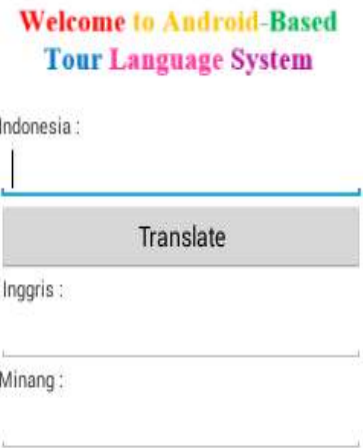 Welcome to Android-Based
Tour Language System
Indonesia :
Translate
Inggris :
Minang :